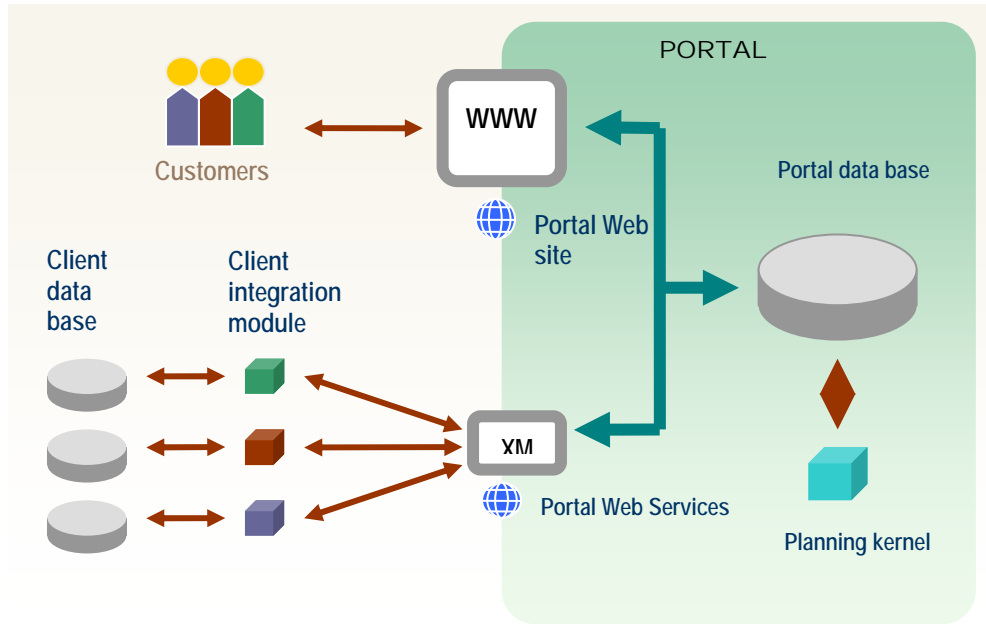 PORTAL
WWW
Customers
Portal data base
Portal Web
site
Client
data
base
Client
integration
module
XM
Portal Web Services
Planning kernel